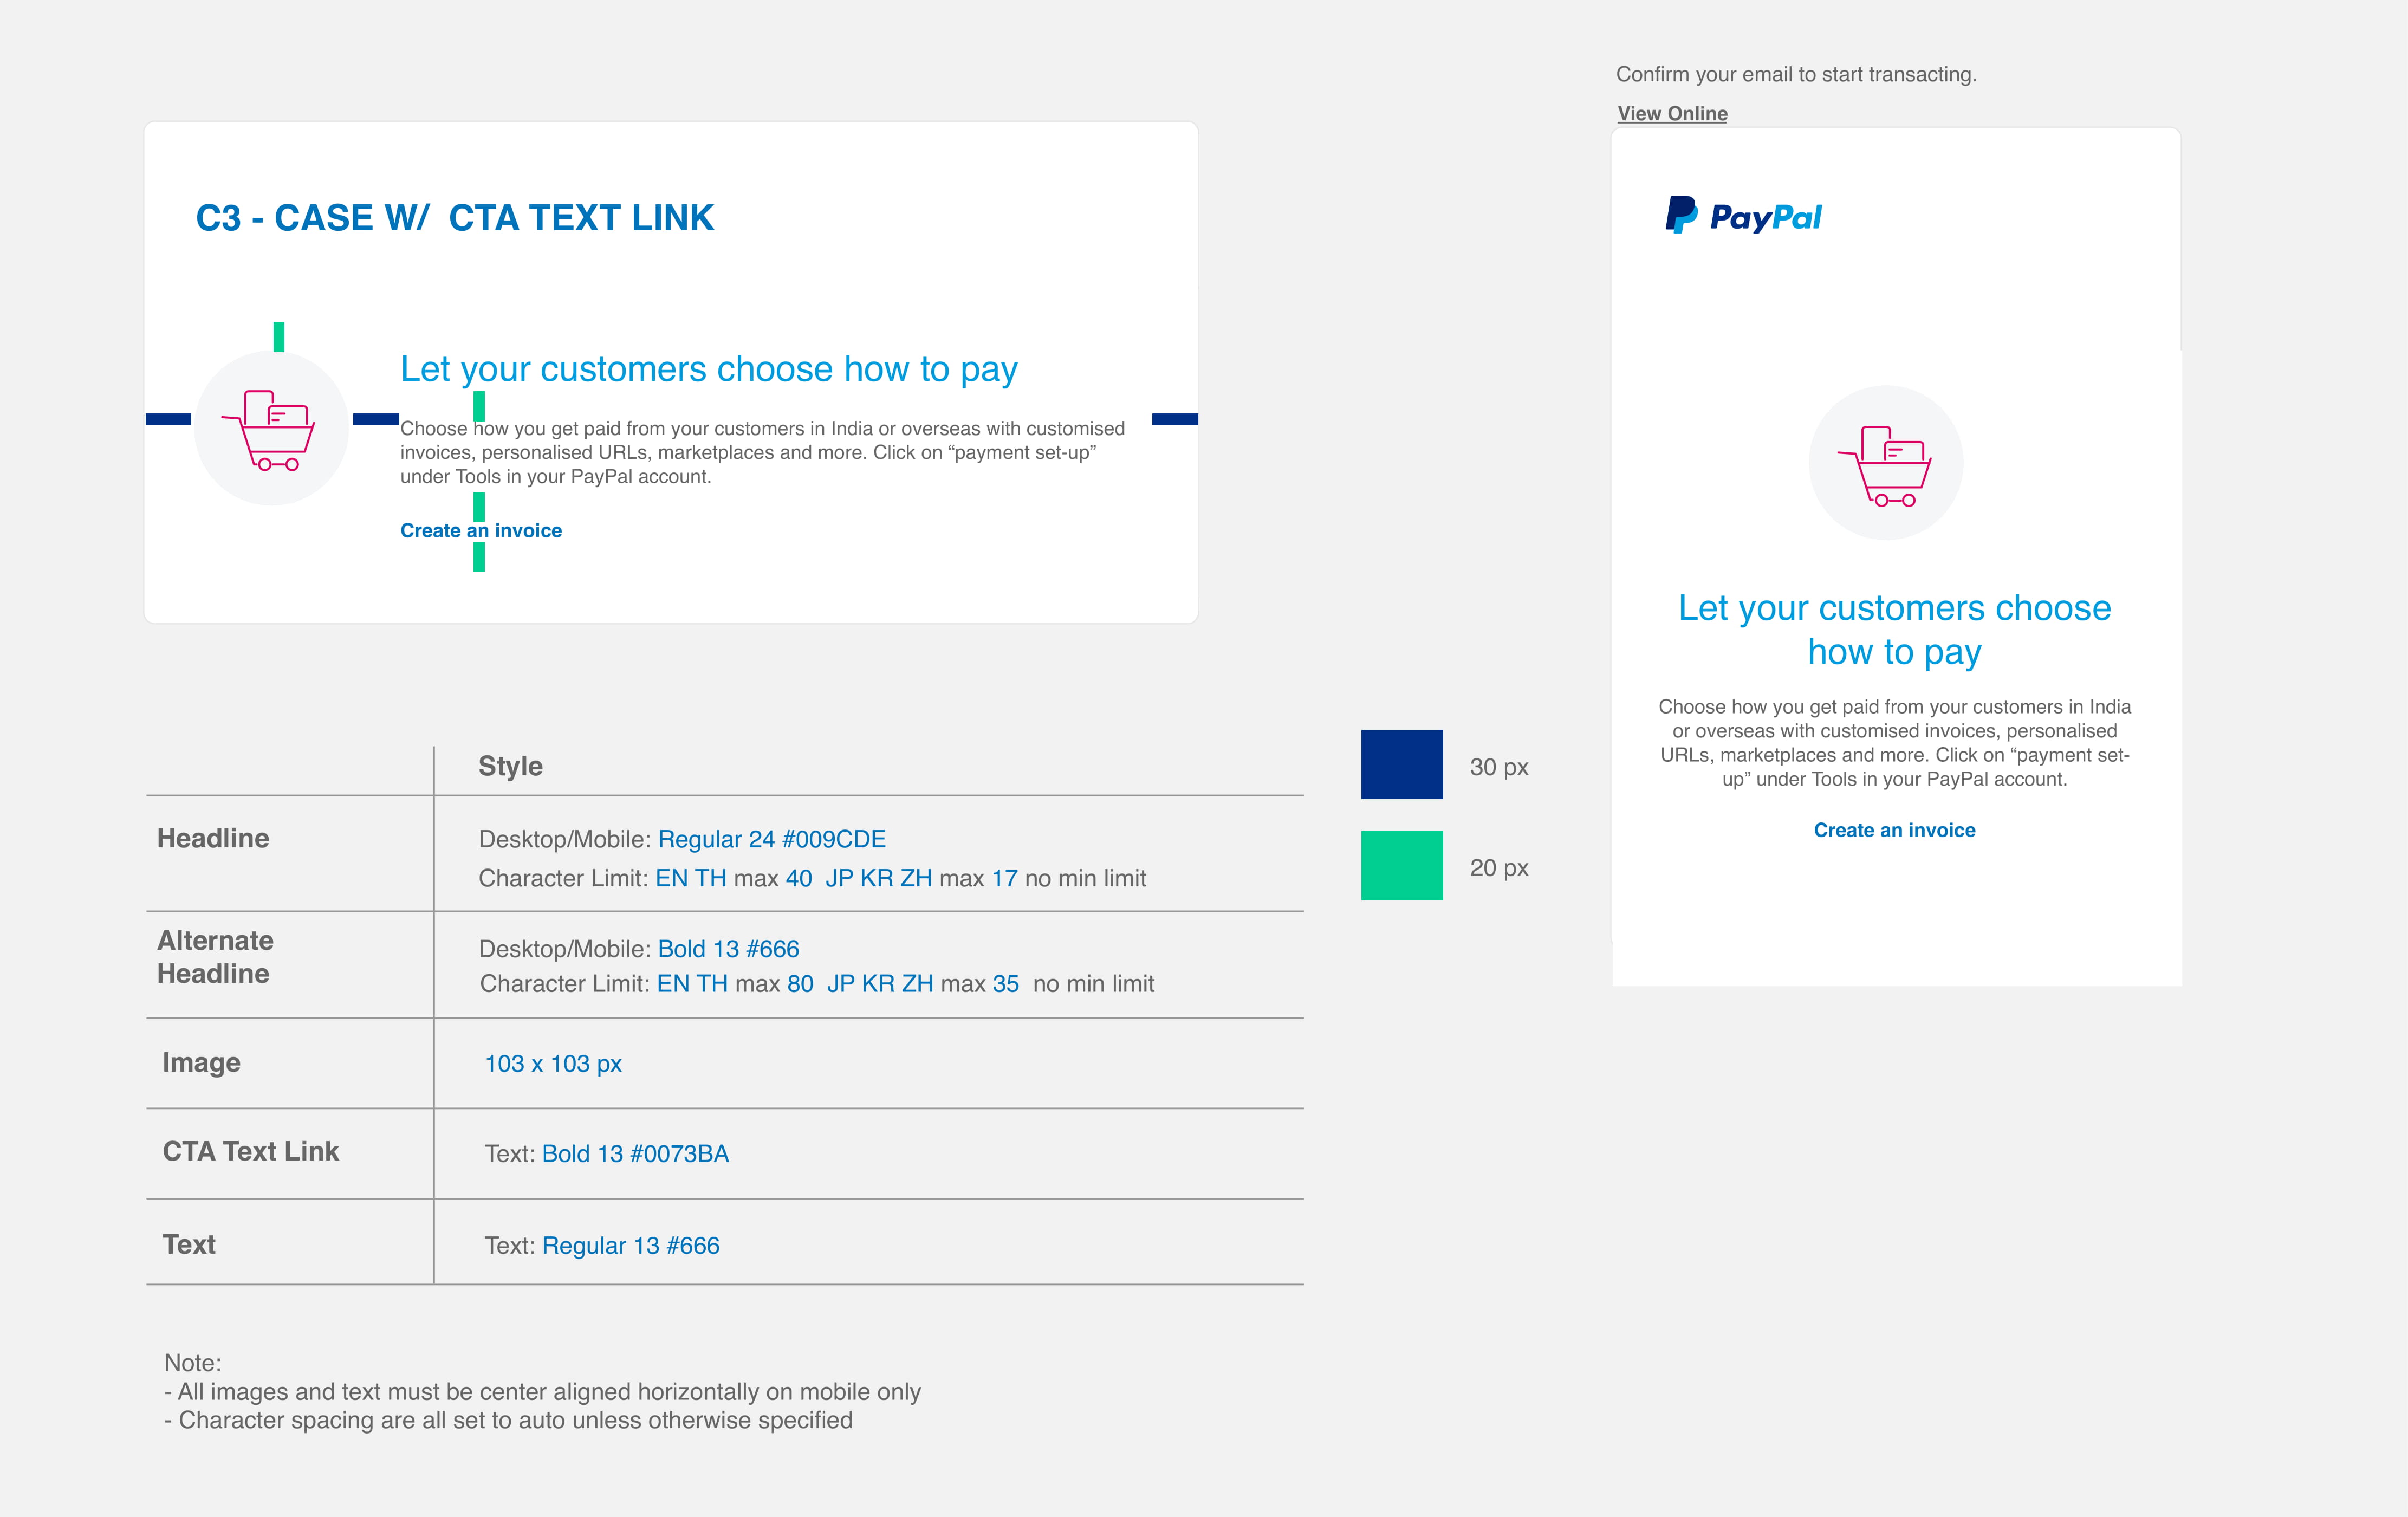 C3 - CASE W/  CTA TEXT LINK
Let your customers choose how to pay
Choose how you get paid from your customers in India or overseas with customised
invoices, personalised URLs, marketplaces and more. Click on “payment set-up”
under Tools in your PayPal account.
Create an invoice
Style
Headline
Desktop/Mobile: Regular 24 #009CDE
Character Limit: EN TH max 40  JP KR ZH max 17 no min limit
Alternate
Headline
Desktop/Mobile: Bold 13 #666
Character Limit: EN TH max 80  JP KR ZH max 35  no min limit
Image
103 x 103 px
CTA Text Link
Text: Bold 13 #0073BA
Text
Text: Regular 13 #666
Note:
- All images and text must be center aligned horizontally on mobile only
- Character spacing are all set to auto unless otherwise specified
30 px
20 px
Confirm your email to start transacting.
View Online
PayPal
Let your customers choose
how to pay
Choose how you get paid from your customers in India
or overseas with customised invoices, personalised
URLs, marketplaces and more. Click on “payment set-
up” under Tools in your PayPal account.
Create an invoice